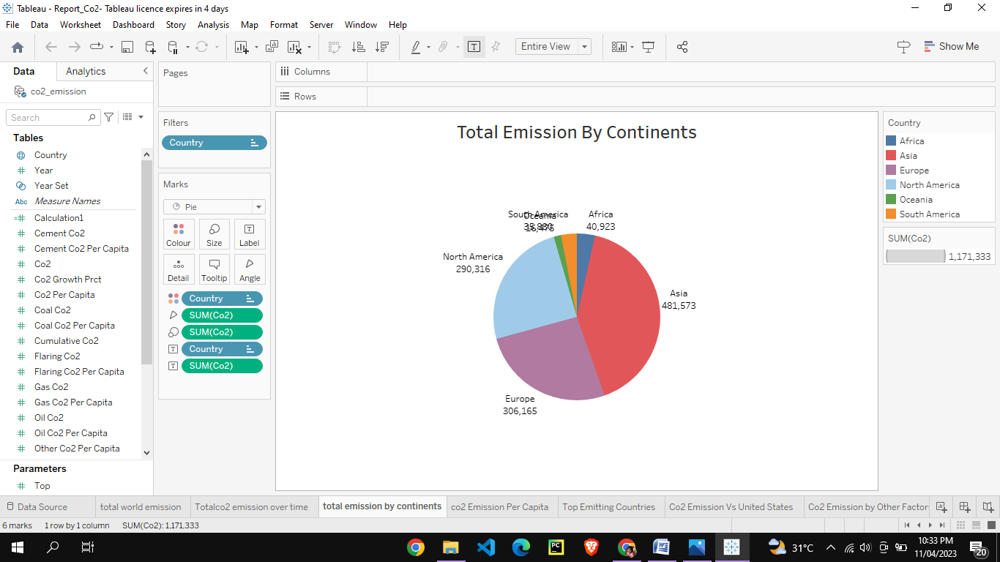 Tableau - Report_Co2- Tableau licence expires in 4 days
File Data Worksheet Dashboard Story Analysis Map Format Server Window Help
Entire View
Show Me
Data Analytics
co2_emission
Search
Tables
Country
Year
Year Set
Abc Measure Names
Calculation1
Cement Co2
Cement Co2 Per Capita
Co2
Co2 Growth Prct
Co2 Per Capita
Coal Co2
Coal Co2 Per Capita
Cumulative Co2
Flaring Co2
Flaring Co2 Per Capita
Gas Co2
Gas Co2 Per Capita
Oil Co2
Oil Co2 Per Capita
Other Co2 Per Capita
Parameters
Top
Pages
Filters
Country
Marks
Pie
Colour Size Label
Detail Tooltip Angle
Country
SUM(Co2)
SUM(Co2)
Country
SUM(Co2)
Columns
Rows
Total Emission By Continents
South America
Oceania
Africa
40,923
North America
290,316
Asia
481,573
Europe
306,165
Country
Africa
Asia
Europe
North America
Oceania
South America
SUM(Co2)
1,171,333
Data Source total world emission Totalco2 emission over time total emission by continents co2 Emission Per Capita Top Emitting Countries Co2 Emission Vs United States Co2 Emission by Other Factor
6 marks 1 row by 1 column SUM(Co2): 1,171,333
31°C
10:33 PM
11/04/2023
20